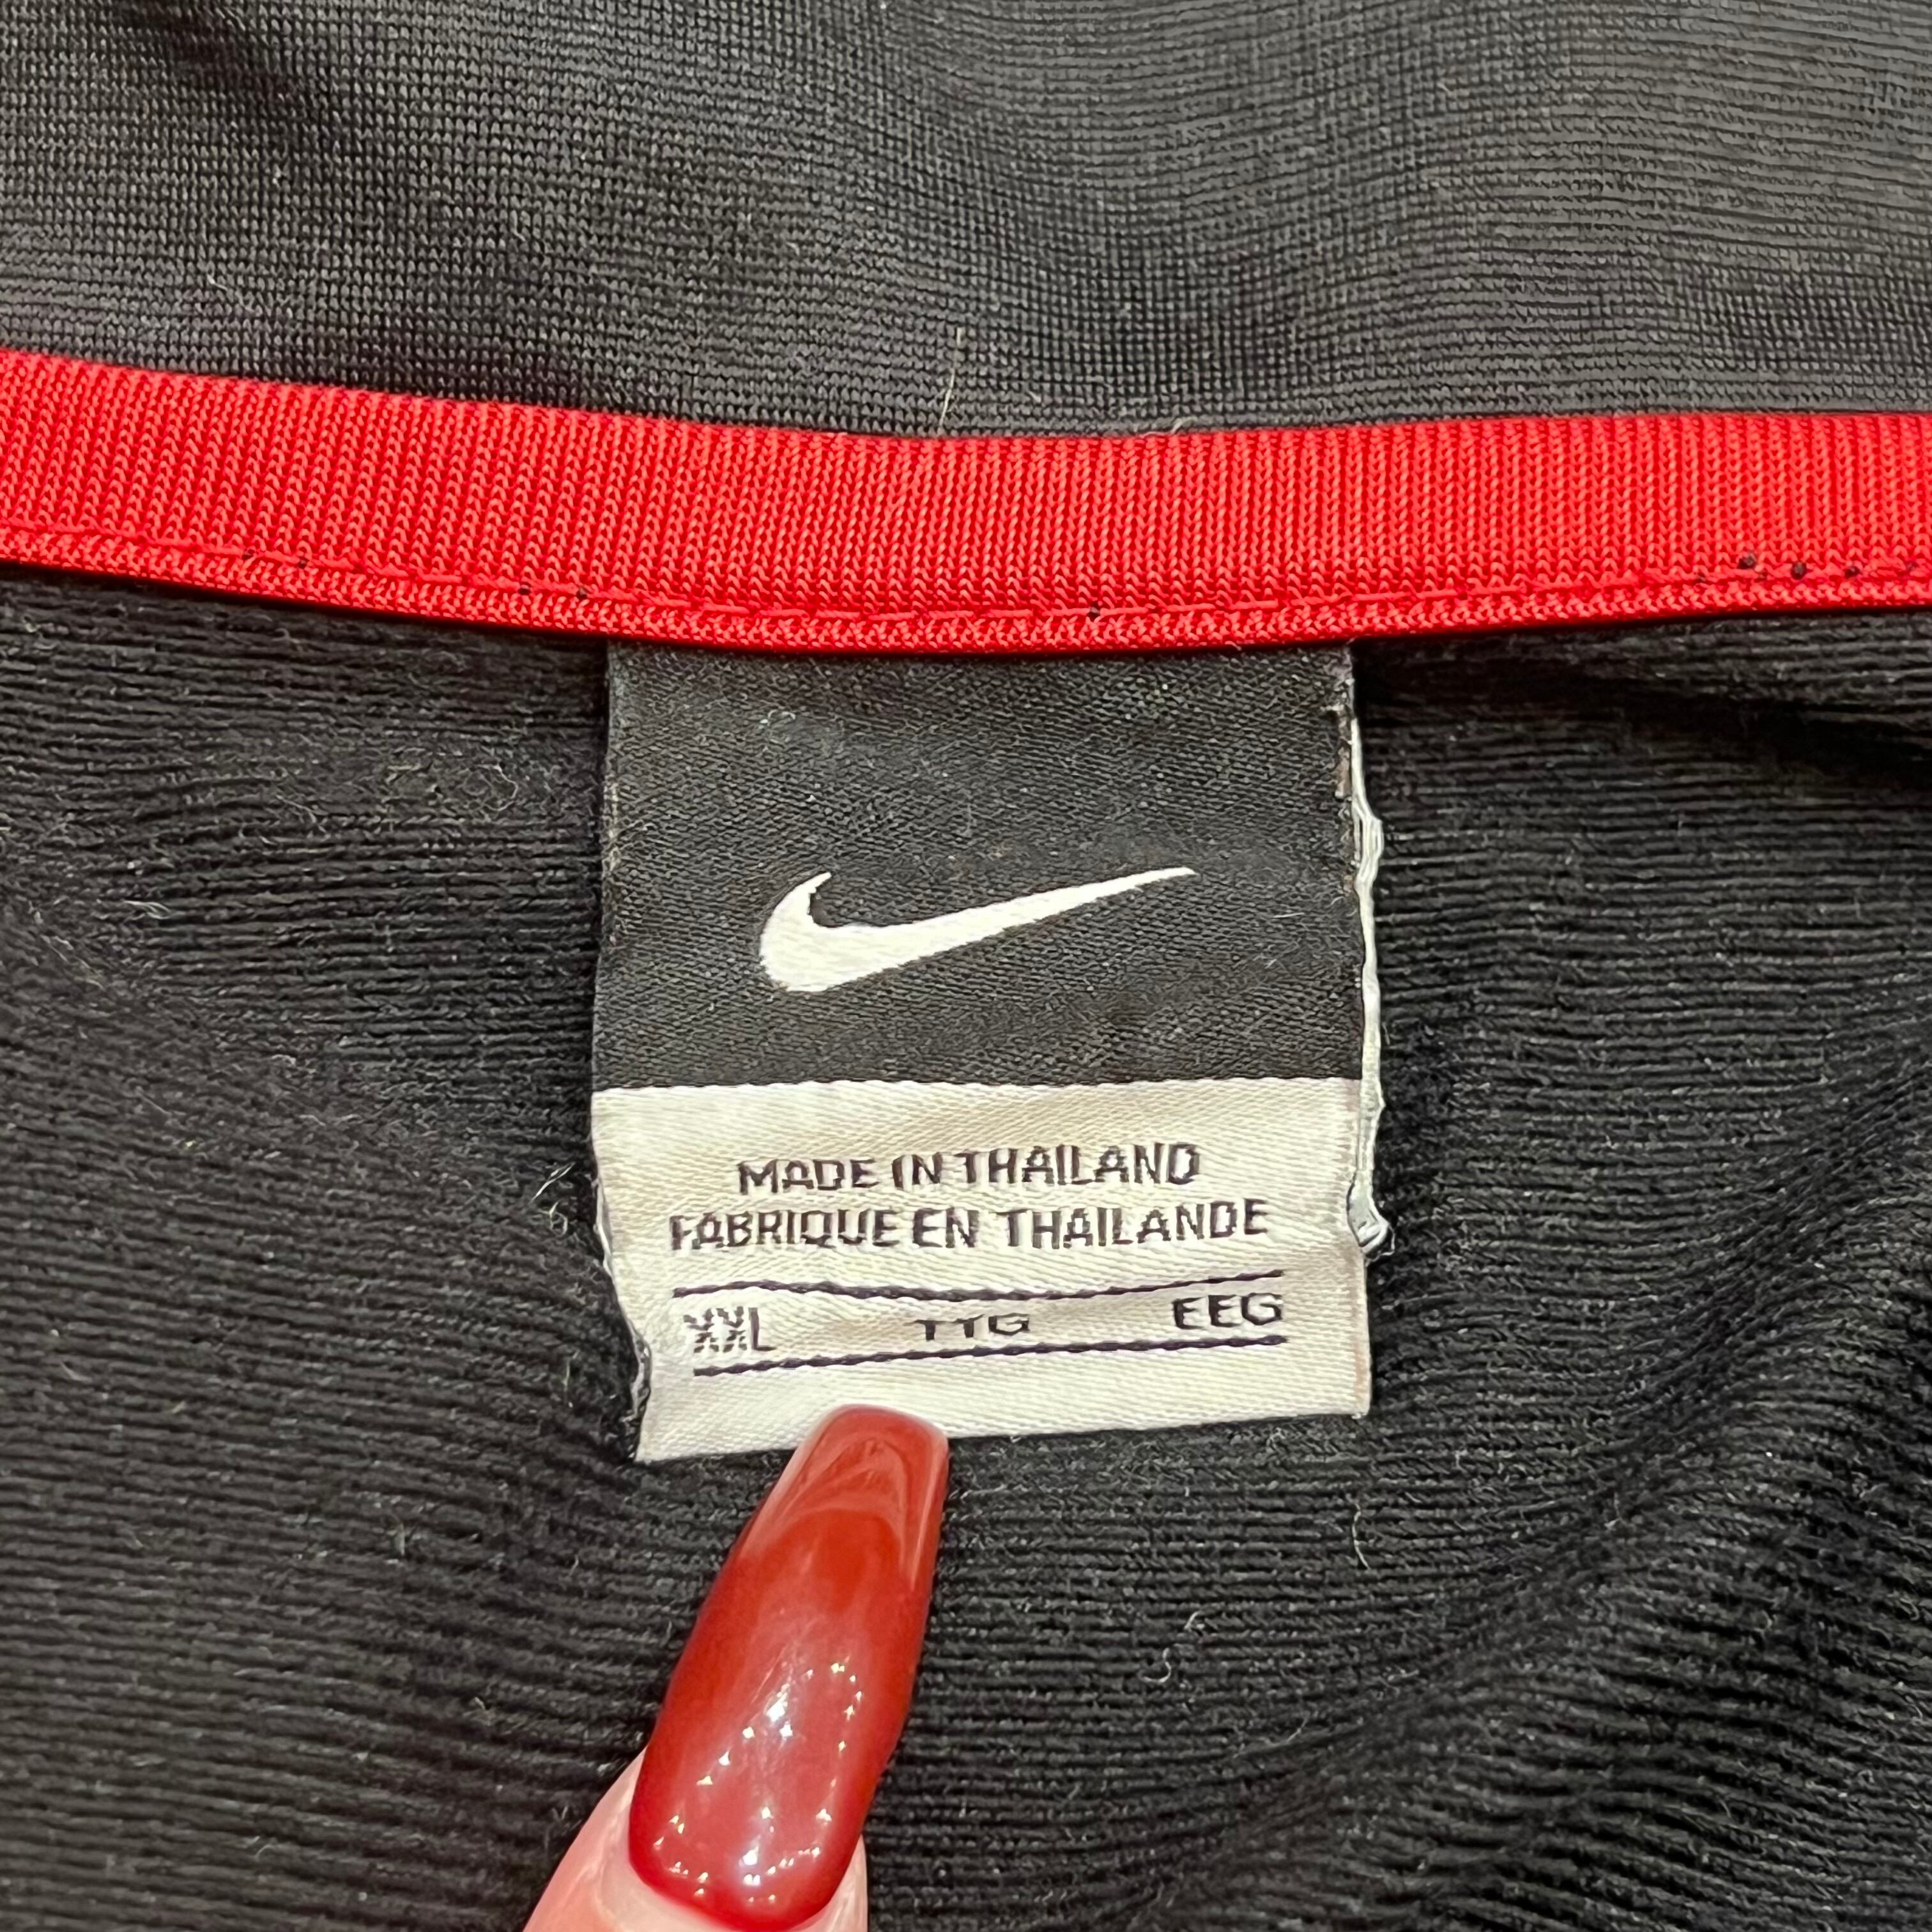 MADE IN THAILAND
FABRIQUE EN THAILANDE
XXL TTG EEG